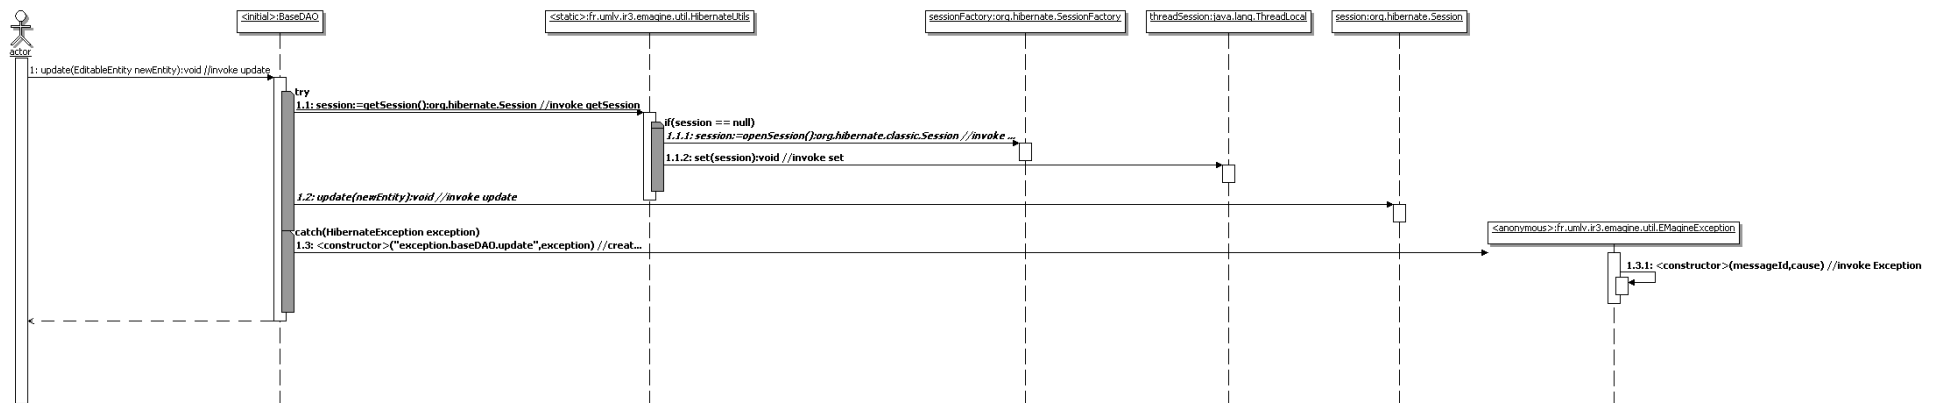 <initial>:BaseDAO
<static>:fr.umlv.ir3.emagine.util.HibernateUtils
sessionFactory:org.hibernate.SessionFactory
threadSession:java.lang.ThreadLocal
session:org.hibernate.Session
actor
1: update(EditableEntity newEntity):void //invoke update
try
1.1: session:=getSession():org.hibernate.Session //invoke getSession
if(session == null)
1.1.1: session:=openSession():org.hibernate.classic.Session //invoke ...
1.1.2: set(session):void //invoke set
1.2: update(newEntity):void //invoke update
catch(HibernateException exception)
<anonymous>:fr.umlv.ir3.emagine.util.EMagineException
1.3: <constructor>("exception.baseDAO.update",exception) //creat...
1.3.1: <constructor>(messageId,cause) //invoke Exception